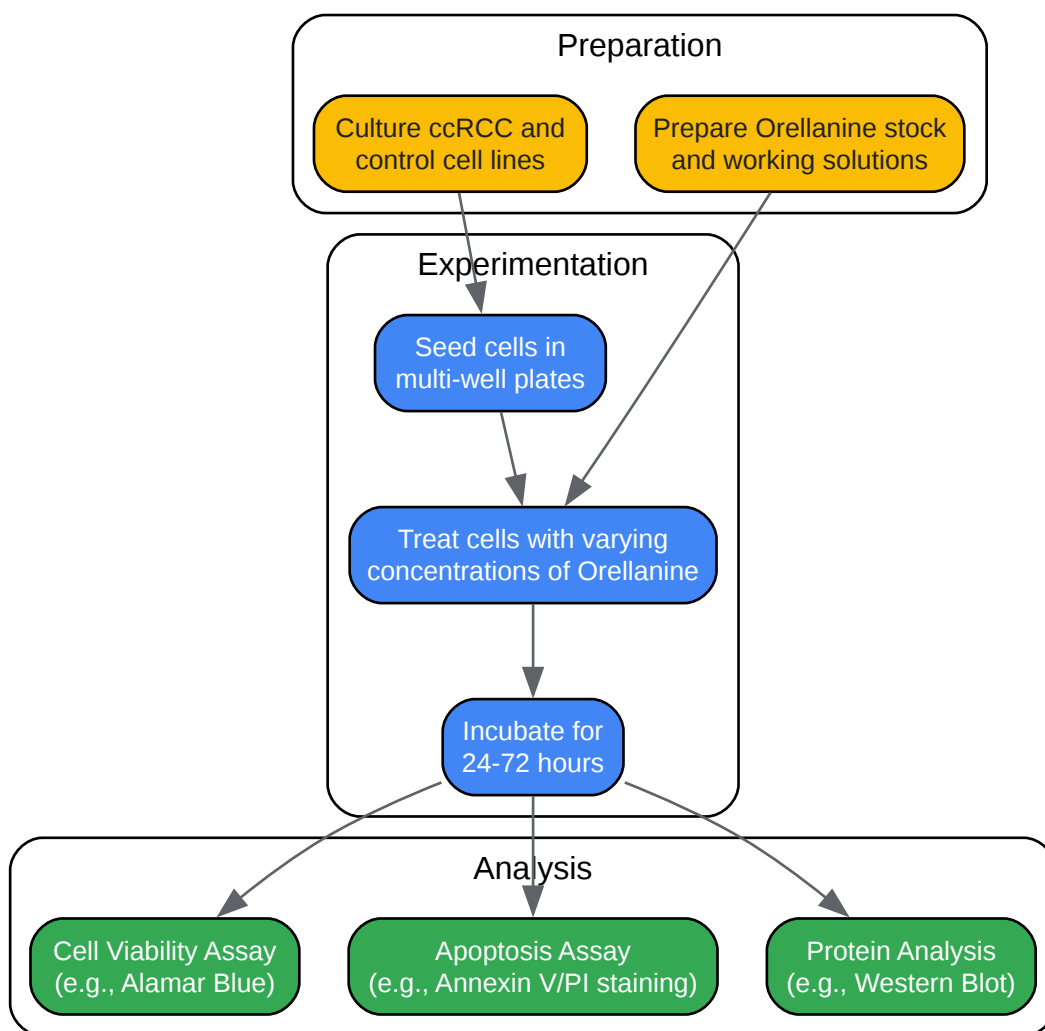 Preparation
Culture ccRCC and
control cell lines
Prepare Orellanine stock
and working solutions
Experimentation
Seed cells in
multi-well plates
Treat cells with varying
concentrations of Orellanine
Incubate for
24-72 hours
Analysis
Cell Viability Assay
(e.g., Alamar Blue)
Apoptosis Assay
(e.g., Annexin V/PI staining)
Protein Analysis
(e.g., Western Blot)